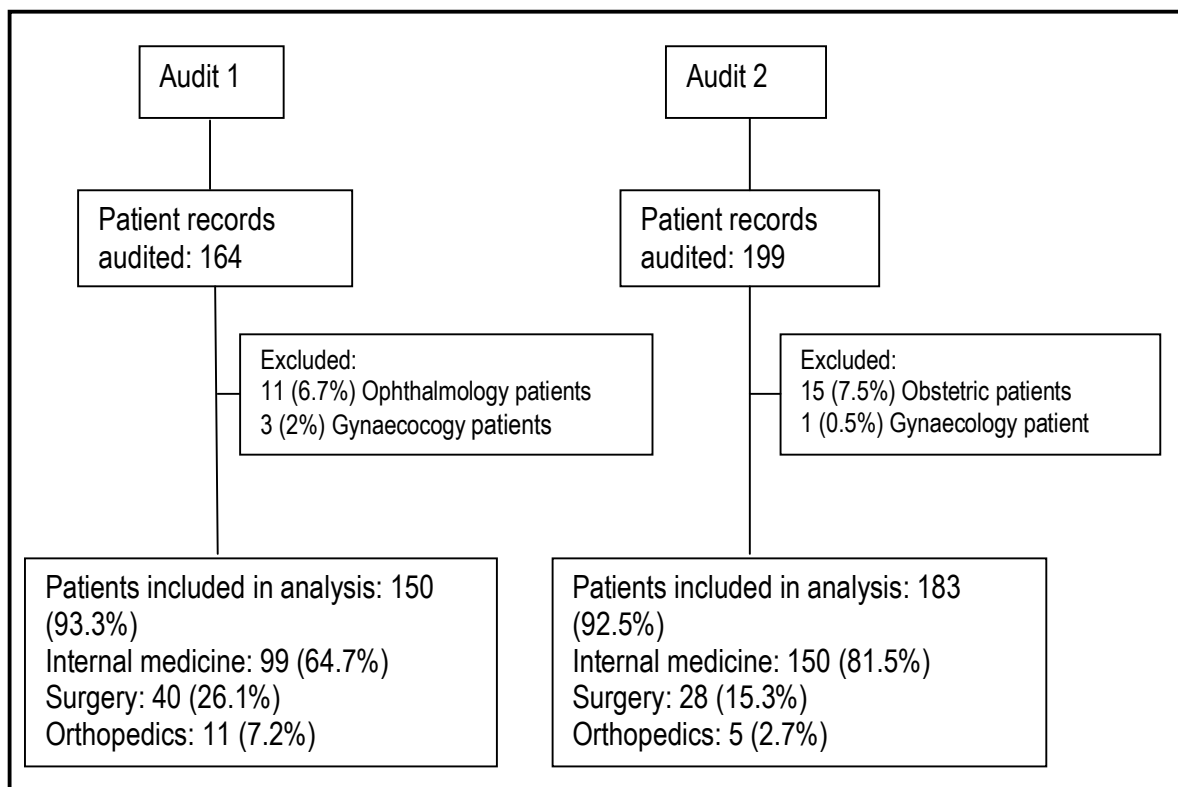 Audit 1
Patient records
audited: 164
Excluded:
11 (6.7%) Ophthalmology patients
3 (2%) Gynaecocogy patients
Patients included in analysis: 150
(93.3%)
Internal medicine: 99 (64.7%)
Surgery: 40 (26.1%)
Orthopedics: 11 (7.2%)
Audit 2
Patient records
audited: 199
Excluded:
15 (7.5%) Obstetric patients
1 (0.5%) Gynaecology patient
Patients included in analysis: 183
(92.5%)
Internal medicine: 150 (81.5%)
Surgery: 28 (15.3%)
Orthopedics: 5 (2.7%)